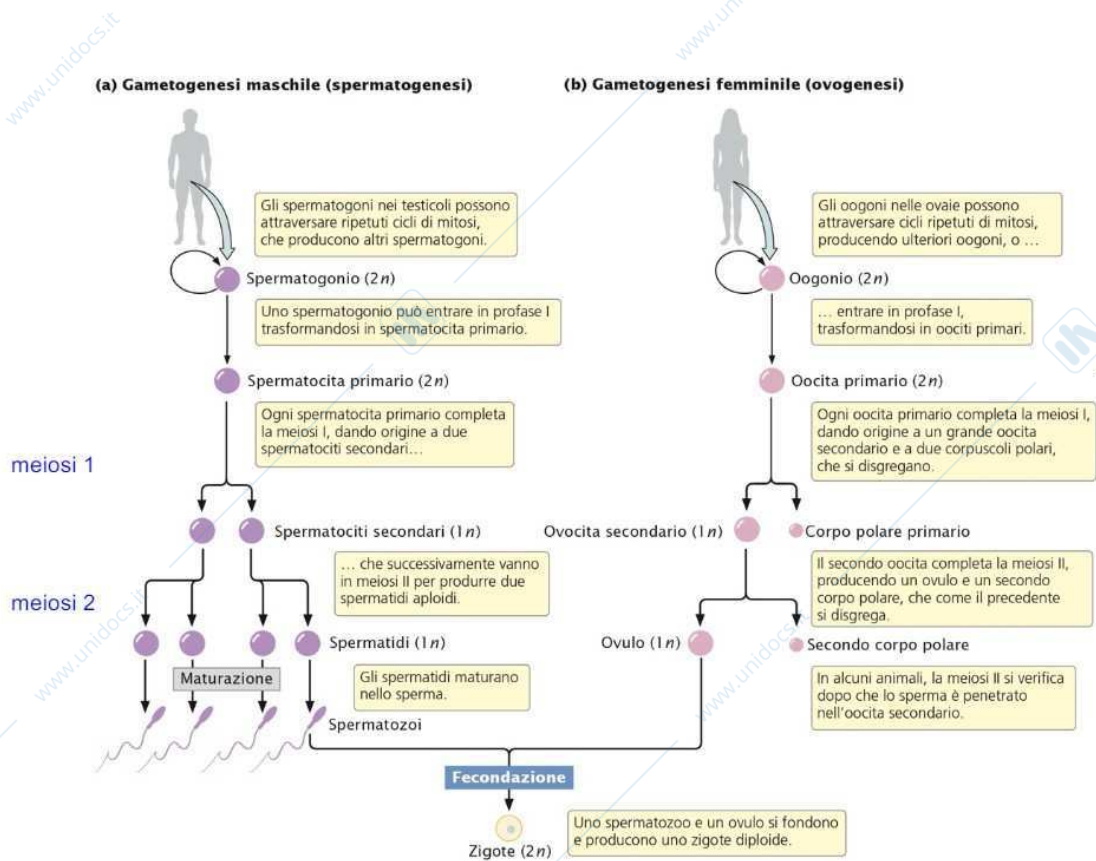 www.unidocs.it
www.unidocs.it
(a) Gametogenesi maschile (spermatogenesi)
Gli spermatogoni nei testicoli possono
attraversare ripetuti cicli di mitosi,
che producono altri spermatogoni.
Spermatogonio (2n)
Uno spermatogonio può entrare in profase I
trasformandosi in spermatocita primario.
Spermatocita primario (2n)
Ogni spermatocita primario completa
la meiosi I, dando origine a due
spermatociti secondari…
meiosi 1
Spermatociti secondari (1n)
… che successivamente vanno
in meiosi II per produrre due
spermatidi aploidi.
meiosi 2
www.unidocs.it
Spermatidi (1n)
Maturazione
Gli spermatidi maturano
nello sperma.
Spermatozoi
(b) Gametogenesi femminile (ovogenesi)
Gli oogoni nelle ovaie possono
attraversare cicli ripetuti di mitosi,
producendo ulteriori oogoni, o …
Oogonio (2n)
… entrare in profase I,
trasformandosi in oociti primari.
Oocita primario (2n)
Ogni oocita primario completa la meiosi I,
dando origine a un grande oocita
secondario e a due corpuscoli polari,
che si disgregano.
Ovocita secondario (1n)
Corpo polare primario
Il secondo oocita completa la meiosi II,
producendo un ovulo e un secondo
corpo polare, che come il precedente
si disgrega.
www.unidocs.it
Ovulo (1n)
Secondo corpo polare
In alcuni animali, la meiosi II si verifica
dopo che lo sperma è penetrato
nell'oocita secondario.
Fecondazione
Uno spermatozoo e un ovulo si fondono
e producono uno zigote diploide.
Zigote (2n)